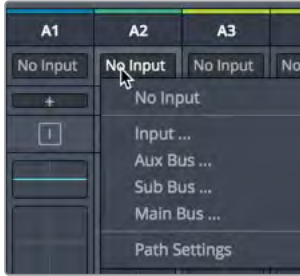 A1 A2 A3
No Input No Input No Input No
+ No Input
I Input ...
Aux Bus ...
Sub Bus ...
Main Bus ...
Path Settings